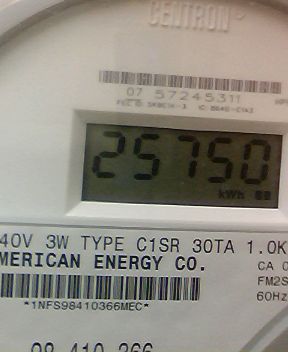 CENTRON
07 57245311
25750
kWh
40V 3W TYPE C1SR 30TA 1.0K
MERICAN ENERGY CO.
CA 0
FM2S
*1NFS98410366MEC*
60Hz
98 410 366